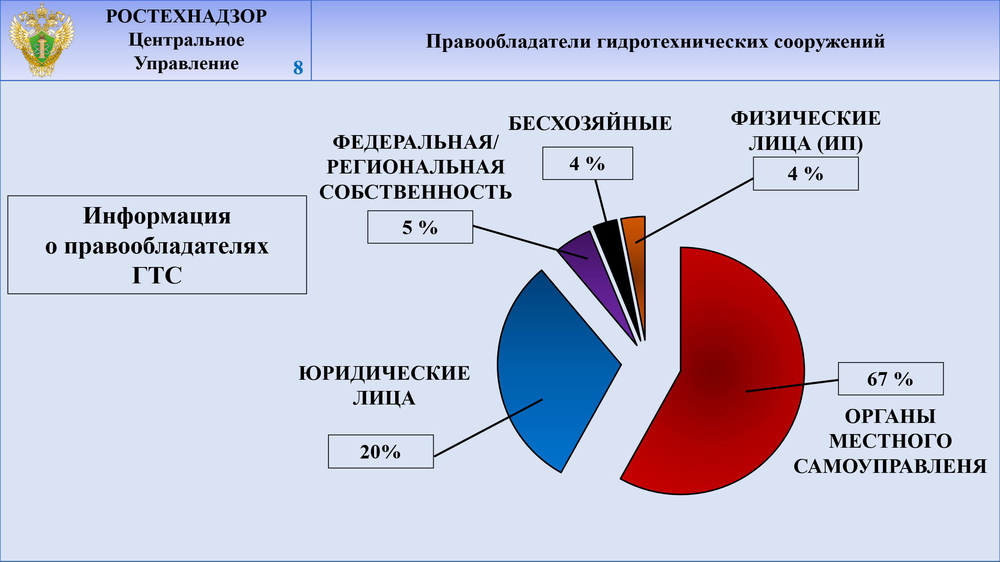 РОСТЕХНАДЗОР
Центральное
Управление
8
Правообладатели гидротехнических сооружений
Информация
о правообладателях
ГТС
ФЕДЕРАЛЬНАЯ/
РЕГИОНАЛЬНАЯ
СОБСТВЕННОСТЬ
5 %
БЕСХОЗЯЙНЫЕ
4 %
ФИЗИЧЕСКИЕ
ЛИЦА (ИП)
4 %
ЮРИДИЧЕСКИЕ
ЛИЦА
20%
67 %
ОРГАНЫ
МЕСТНОГО
САМОУПРАВЛЕНЯ